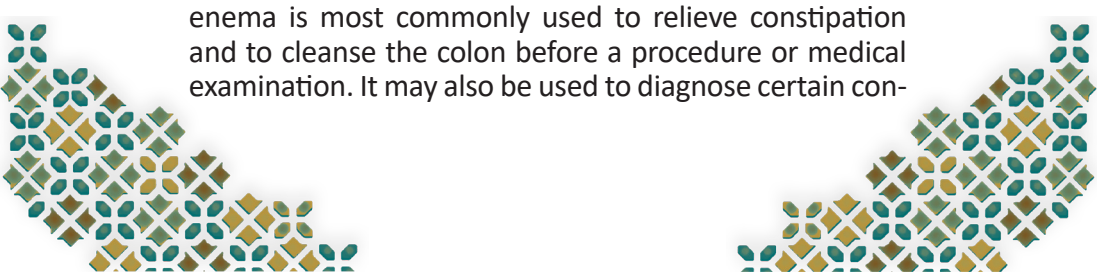 enema is most commonly used to relieve constipation
and to cleanse the colon before a procedure or medical
examination. It may also be used to diagnose certain con-